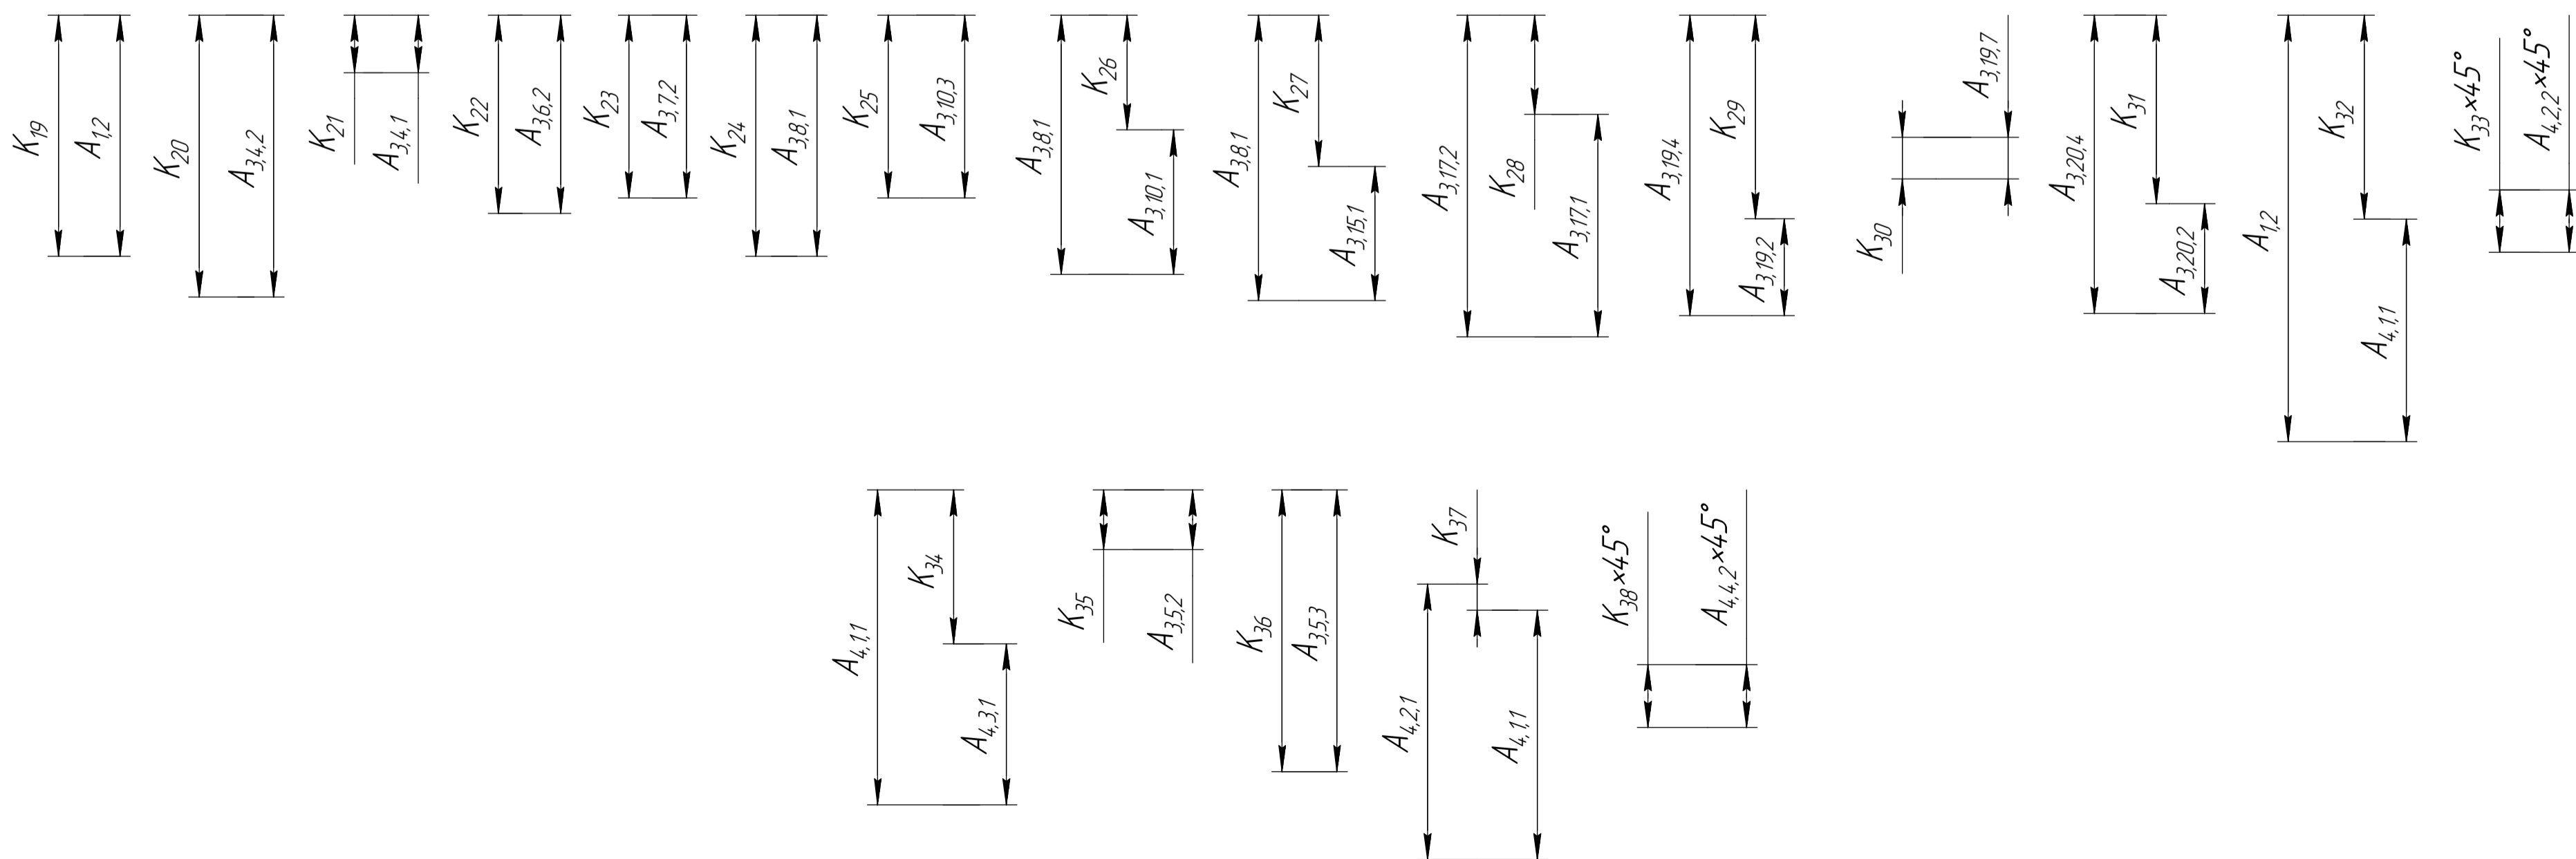 K19 A1,2
K20 A3,4,2
K21 A3,4,1
K22 A3,6,2
K23 A3,7,2
K24 A3,8,1
K25 A3,10,3
A3,8,1 K26 A3,10,1
A3,8,1 K27 A3,15,1
A3,17,2 K28 A3,17,1
A3,19,4 K29 A3,19,2
K30 A3,19,7
A3,20,4 K31 A3,20,2
A1,2 K32 A4,1,1
K33×45° A4,2,2×45°
A4,1,1 K34 A4,3,1
K35 A3,5,2
K36 A3,5,3
A4,2,1 K37 A4,1,1
K38×45° A4,4,2×45°